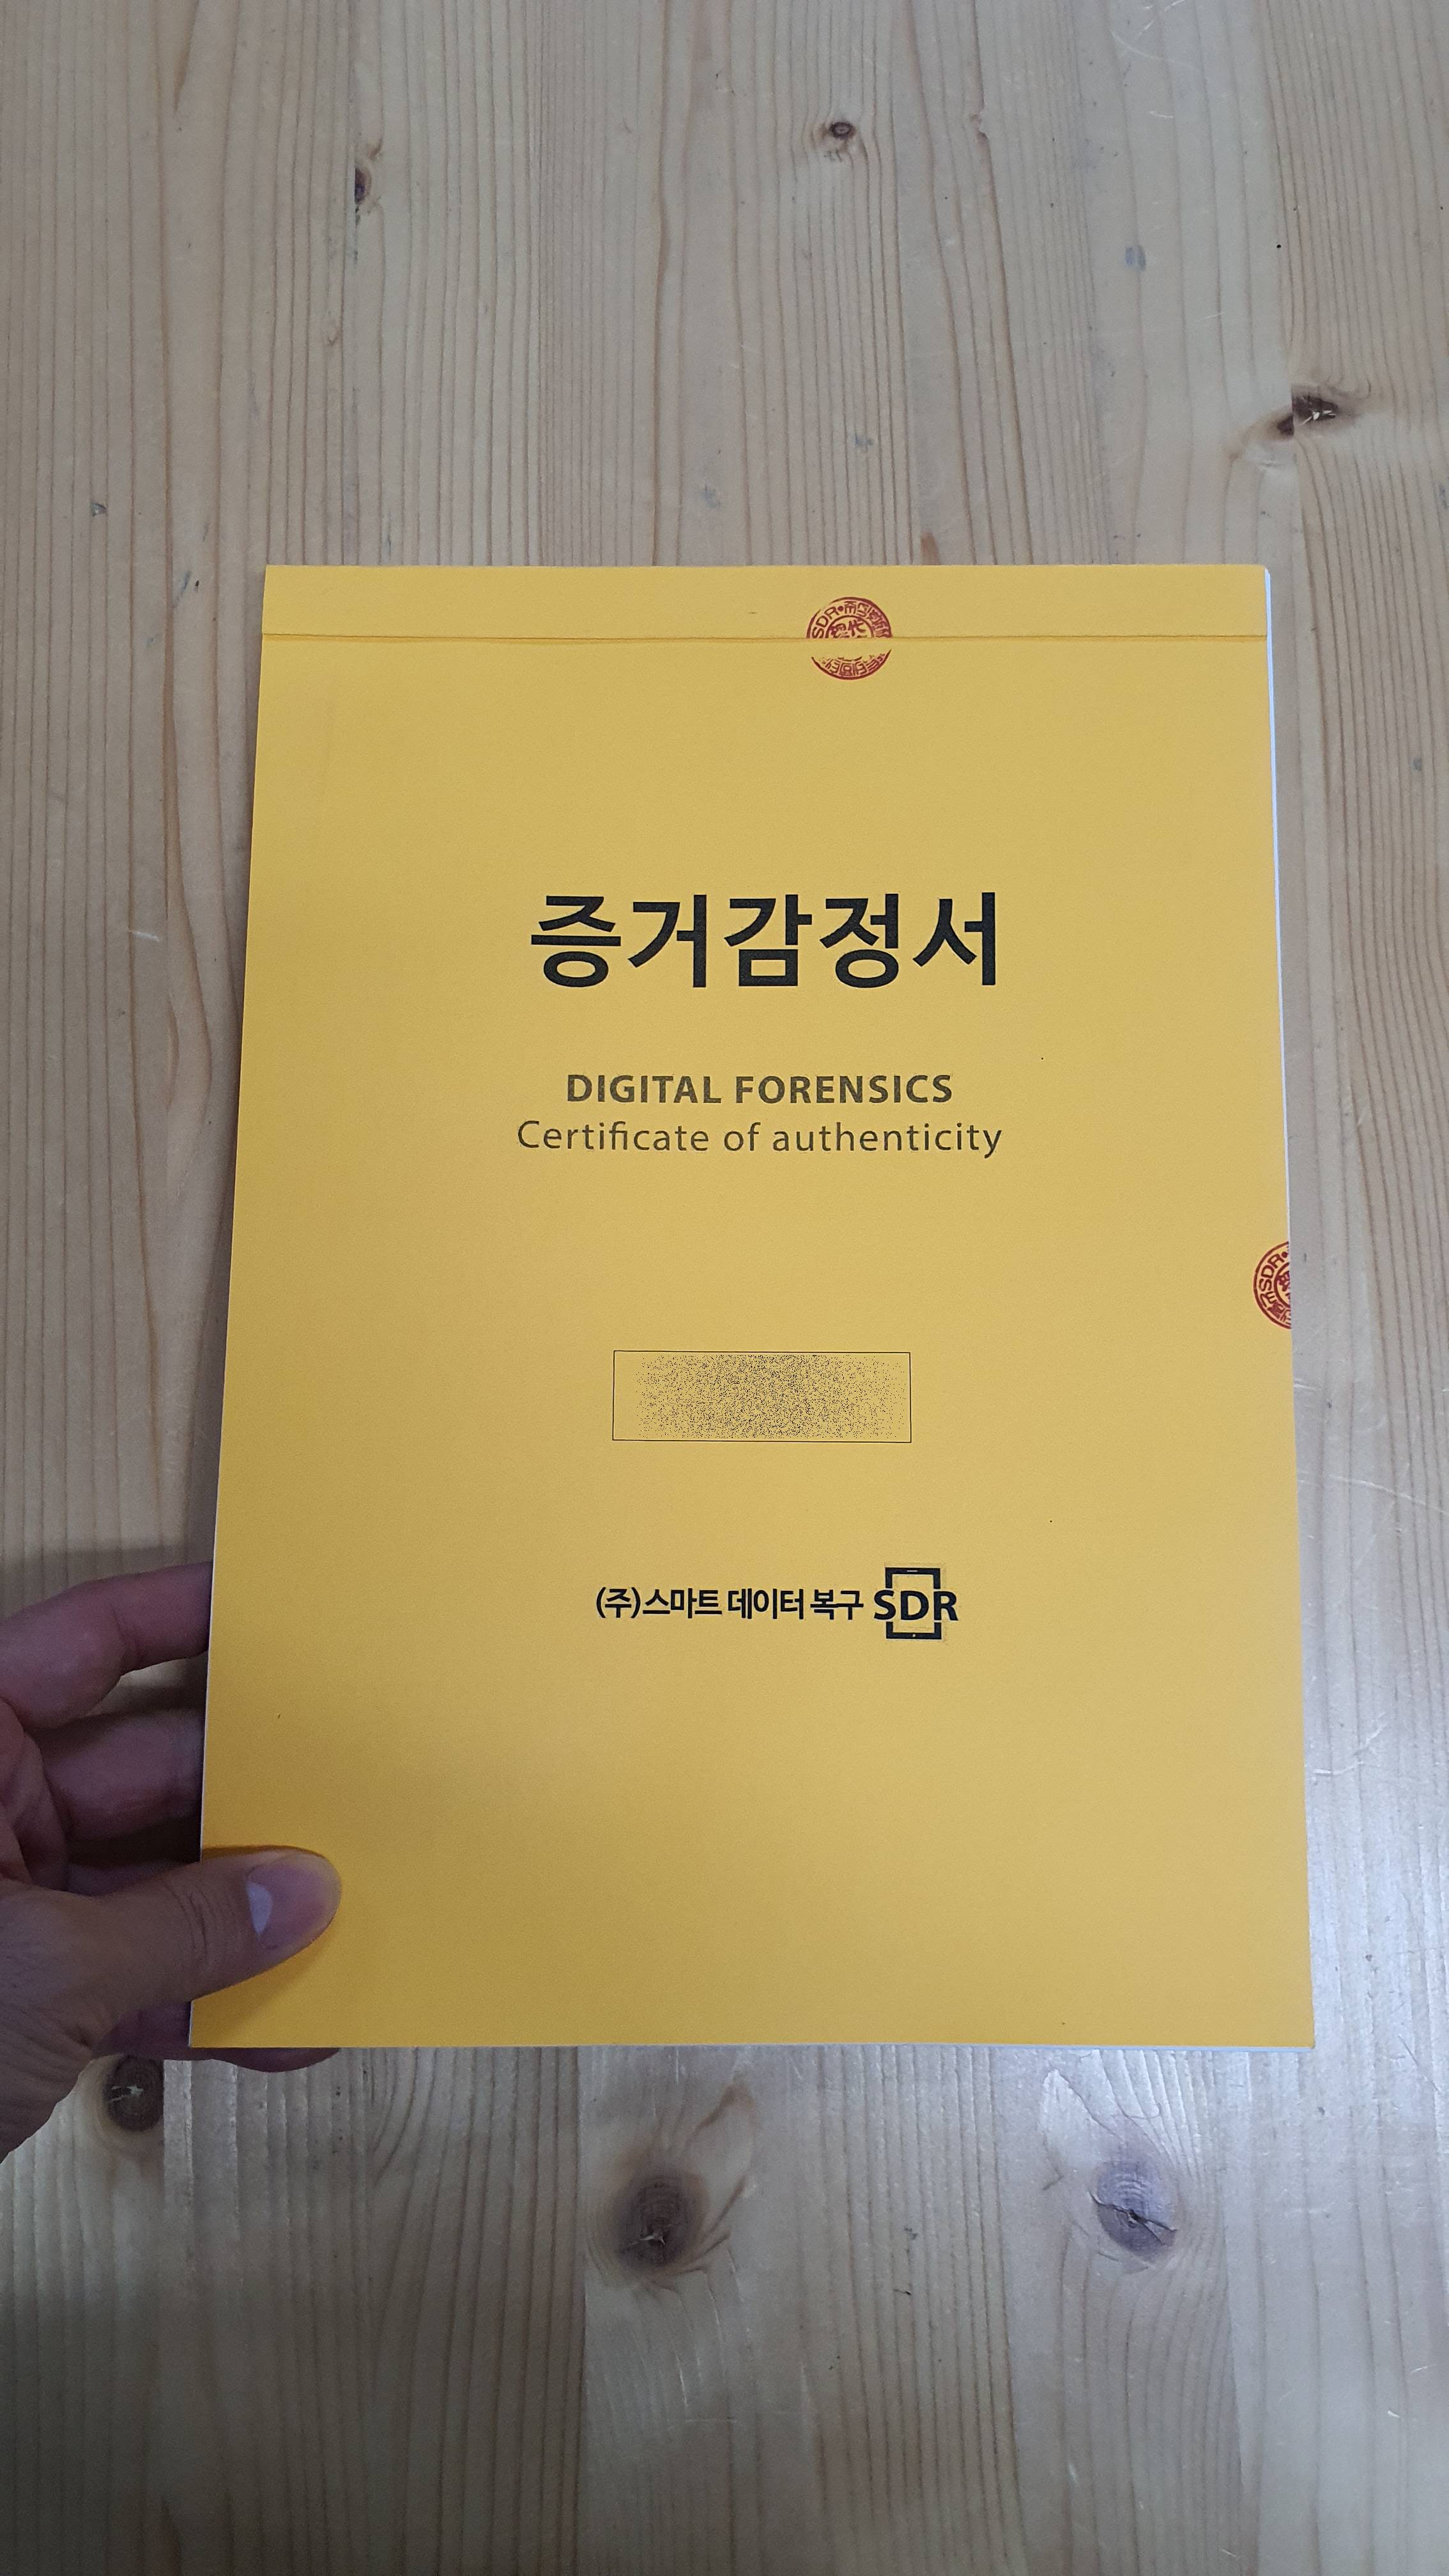 증거감정서
DIGITAL FORENSICS
Certificate of authenticity
(주)스마트 데이터 복구 SDR
SDR